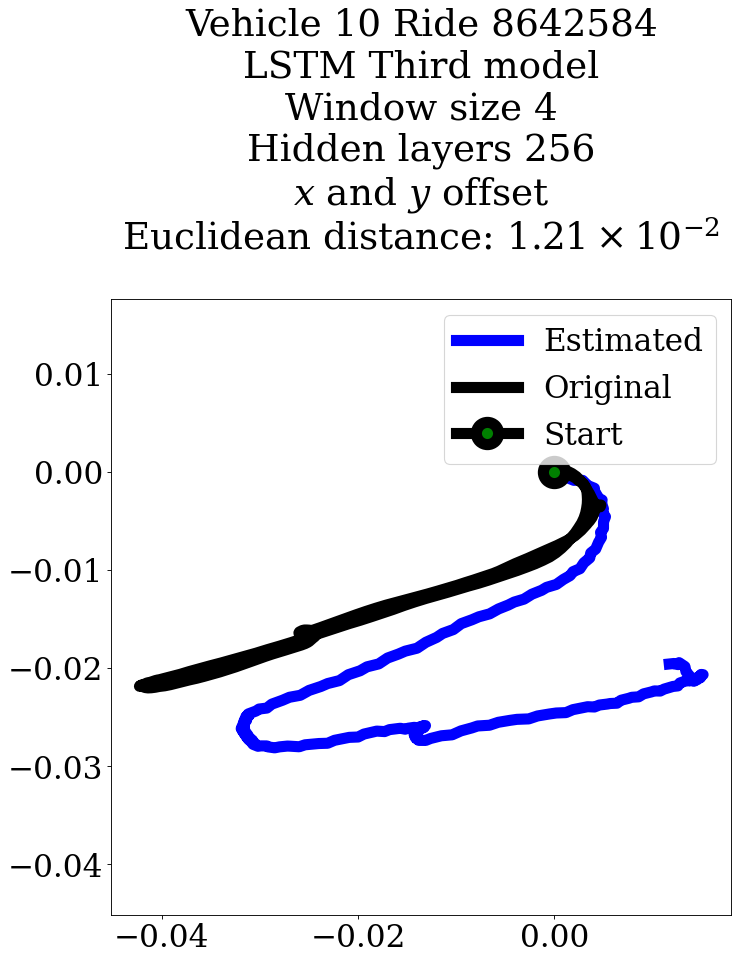 Vehicle 10 Ride 8642584
LSTM Third model
Window size 4
Hidden layers 256
x and y offset
Euclidean distance: 1.21 × 10⁻²
Estimated
Original
Start
0.01
0.00
−0.01
−0.02
−0.03
−0.04
−0.04
−0.02
0.00